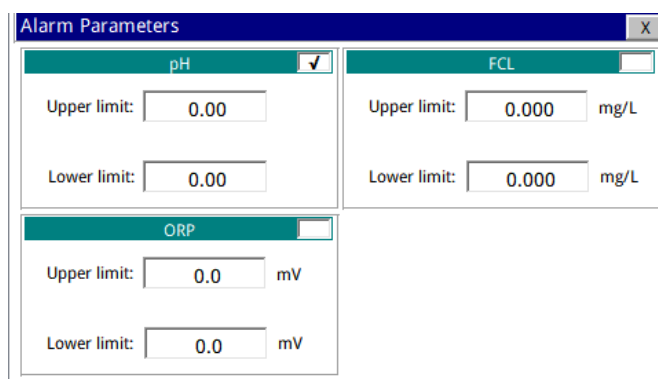 Alarm Parameters X
pH √ FCL
Upper limit: 0.00 Upper limit: 0.000 mg/L
Lower limit: 0.00 Lower limit: 0.000 mg/L
ORP
Upper limit: 0.0 mV
Lower limit: 0.0 mV